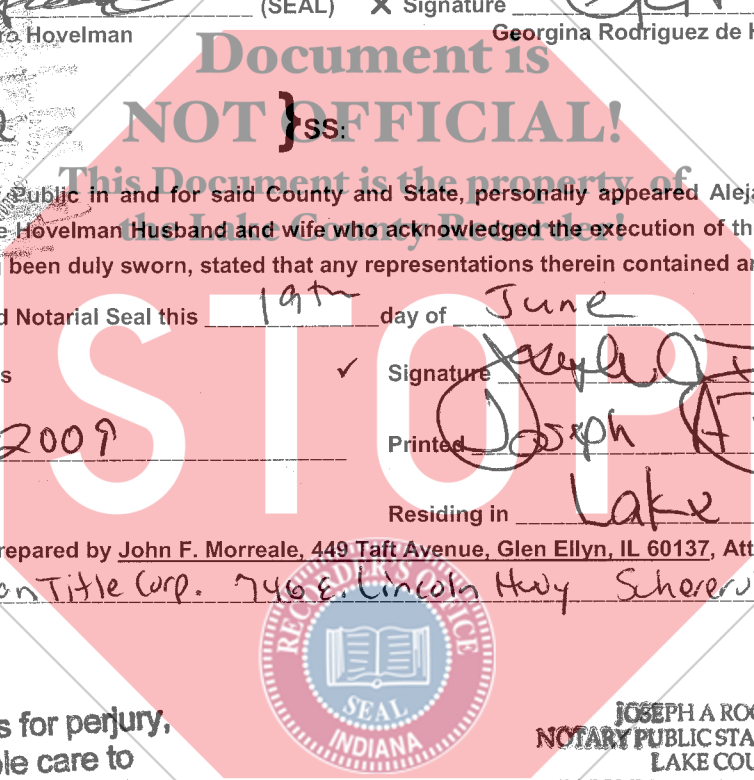 (SEAL) X Signature
ro Hovelman Georgina Rodriguez de H
Document is
NOT OFFICIAL!
} SS:
This Document is the property of
the Lake County Recorder!
Public in and for said County and State, personally appeared Aleja
e Hovelman Husband and wife who acknowledged the execution of th
been duly sworn, stated that any representations therein contained a
d Notarial Seal this 19th day of June
STOP
s ✓ Signature
2009 Printed Joseph A
Residing in Lake
repared by John F. Morreale, 449 Taft Avenue, Glen Ellyn, IL 60137, Att
on Title Corp. 746 E. Lincoln Hwy Scherer
RECORDER'S OFFICE
SEAL
INDIANA
s for perjury,
ble care to
JOSEPH A ROG
NOTARY PUBLIC STA
LAKE COU